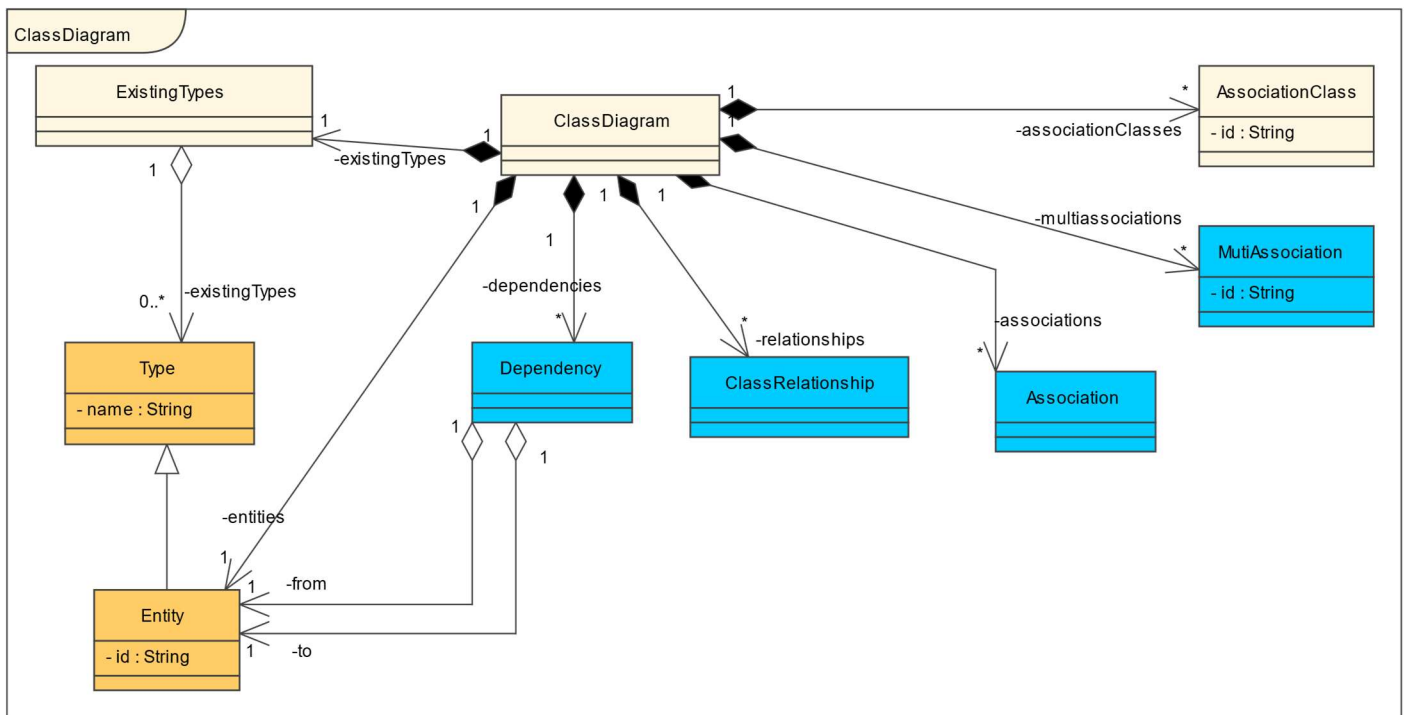 ClassDiagram
ExistingTypes
1
1
-existingTypes
ClassDiagram
1
*
-associationClasses
AssociationClass
- id : String
1
-multiassociations
*
MutiAssociation
- id : String
1
0..*
-existingTypes
1
-entities
1
1
-dependencies
*
1
*
-relationships
1
-associations
*
Type
- name : String
Dependency
ClassRelationship
Association
1
1
1
-from
1
-to
Entity
- id : String